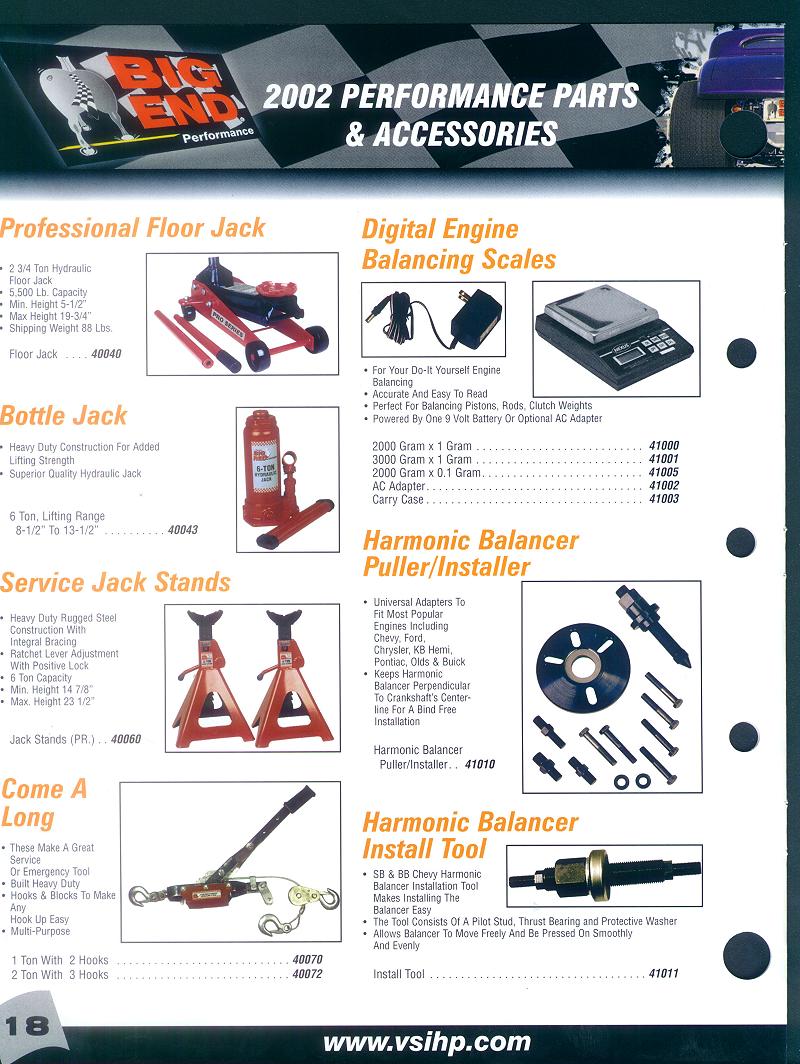 BIG
END
Performance
2002 PERFORMANCE PARTS
& ACCESSORIES
Professional Floor Jack
• 2 3/4 Ton Hydraulic
Floor Jack
• 5,500 Lb. Capacity
• Min. Height 5-1/2"
• Max Height 19-3/4"
• Shipping Weight 88 Lbs.
Floor Jack . . . . 40040
PRO SERIES
Bottle Jack
• Heavy Duty Construction For Added
Lifting Strength
• Superior Quality Hydraulic Jack
6 Ton, Lifting Range
8-1/2" To 13-1/2" . . . . . . . . . . 40043
6-TON
HYDRAULIC
JACK
Service Jack Stands
• Heavy Duty Rugged Steel
Construction With
Integral Bracing
• Ratchet Lever Adjustment
With Positive Lock
• 6 Ton Capacity
• Min. Height 14 7/8"
• Max. Height 23 1/2"
Jack Stands (PR.) . . 40060
Come A
Long
• These Make A Great
Service
Or Emergency Tool
• Built Heavy Duty
• Hooks & Blocks To Make
Any
Hook Up Easy
• Multi-Purpose
1 Ton With 2 Hooks . . . . . . . . . . . . . . . . . . . . . . . . . . . . 40070
2 Ton With 3 Hooks . . . . . . . . . . . . . . . . . . . . . . . . . . . . 40072
Digital Engine
Balancing Scales
• For Your Do-It Yourself Engine
Balancing
• Accurate And Easy To Read
• Perfect For Balancing Pistons, Rods, Clutch Weights
• Powered By One 9 Volt Battery Or Optional AC Adapter
2000 Gram x 1 Gram . . . . . . . . . . . . . . . . . . . . . . . . . . . 41000
3000 Gram x 1 Gram . . . . . . . . . . . . . . . . . . . . . . . . . . . 41001
2000 Gram x 0.1 Gram. . . . . . . . . . . . . . . . . . . . . . . . . . 41005
AC Adapter. . . . . . . . . . . . . . . . . . . . . . . . . . . . . . . . . . . 41002
Carry Case . . . . . . . . . . . . . . . . . . . . . . . . . . . . . . . . . . . 41003
Harmonic Balancer
Puller/Installer
• Universal Adapters To
Fit Most Popular
Engines Including
Chevy, Ford,
Chrysler, KB Hemi,
Pontiac, Olds & Buick
• Keeps Harmonic
Balancer Perpendicular
To Crankshaft's Center-
line For A Bind Free
Installation
Harmonic Balancer
Puller/Installer. . 41010
Harmonic Balancer
Install Tool
• SB & BB Chevy Harmonic
Balancer Installation Tool
Makes Installing The
Balancer Easy
• The Tool Consists Of A Pilot Stud, Thrust Bearing and Protective Washer
• Allows Balancer To Move Freely And Be Pressed On Smoothly
And Evenly
Install Tool . . . . . . . . . . . . . . . . . . . . . . . . . . . . . . . . . . . 41011
18
www.vsihp.com